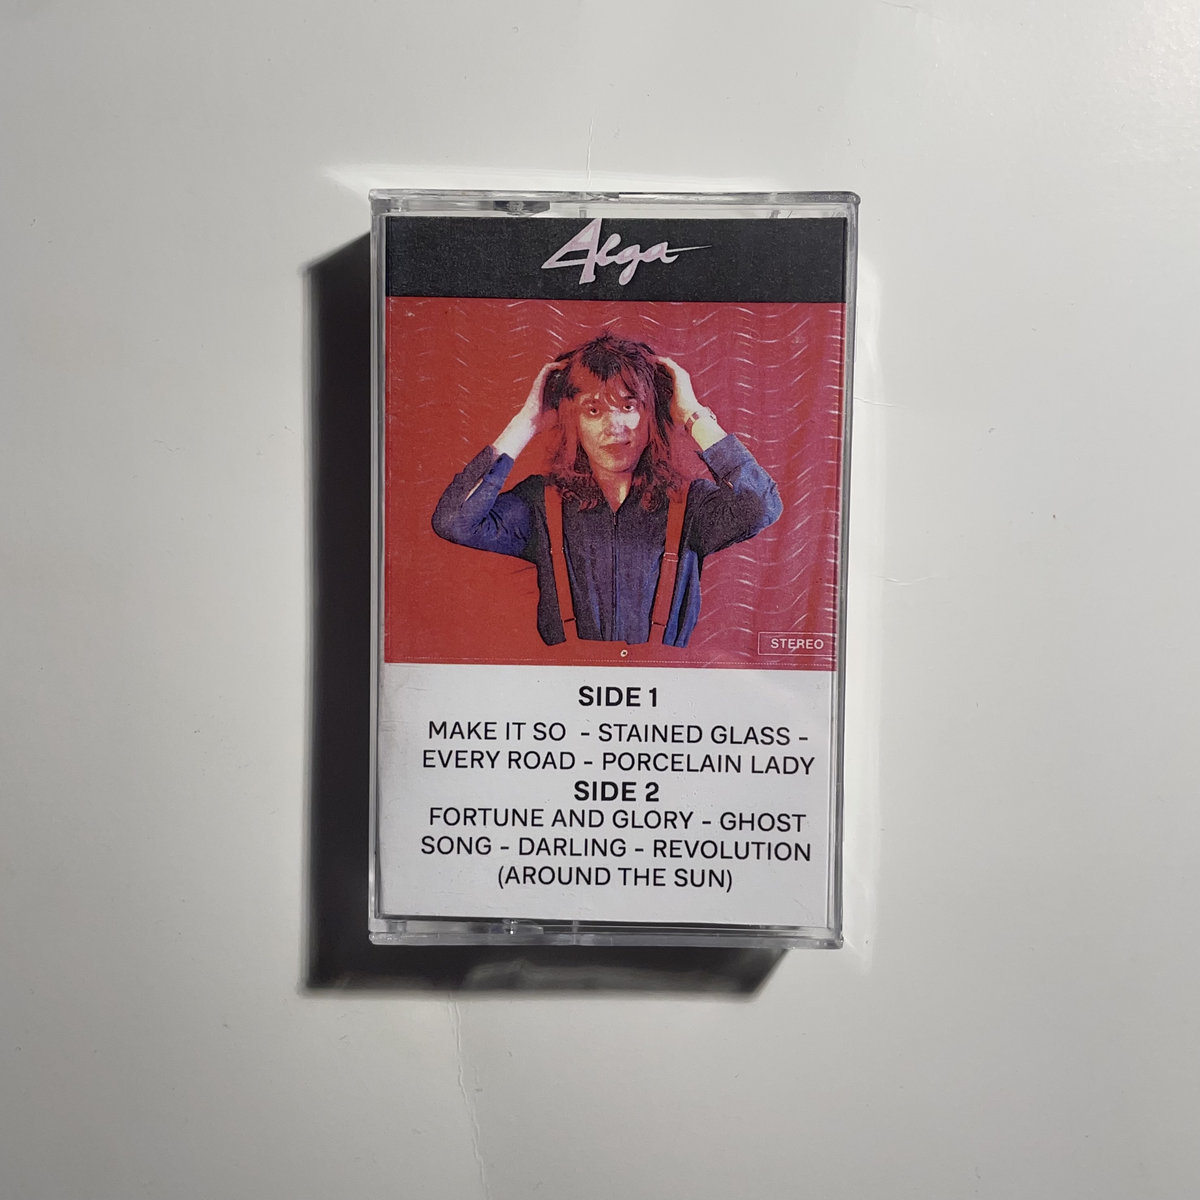 Alga
STEREO
SIDE 1
MAKE IT SO - STAINED GLASS -
EVERY ROAD - PORCELAIN LADY
SIDE 2
FORTUNE AND GLORY - GHOST
SONG - DARLING - REVOLUTION
(AROUND THE SUN)